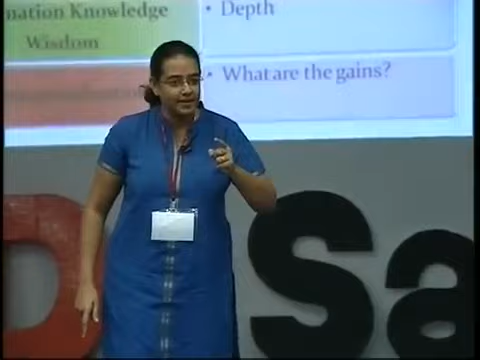 nation Knowledge
Wisdom
• Depth
• What are the gains?
D Sa